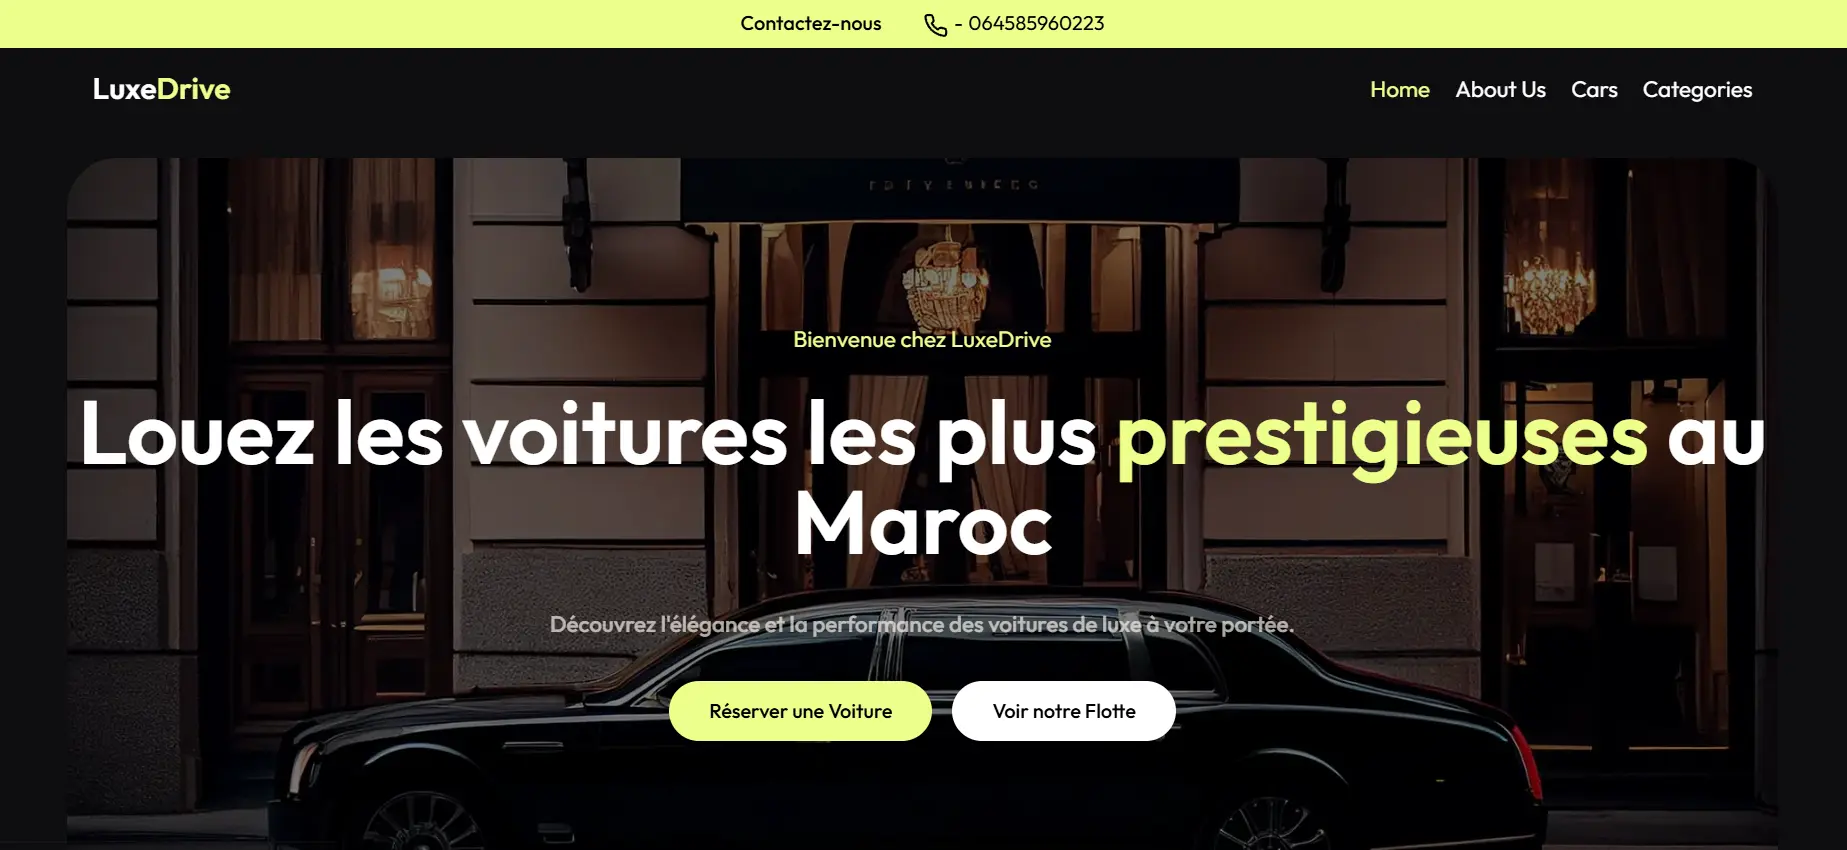 Contactez-nous - 064585960223
LuxeDrive
Home About Us Cars Categories
Bienvenue chez LuxeDrive
Louez les voitures les plus prestigieuses au
Maroc
Découvrez l'élégance et la performance des voitures de luxe à votre portée.
Réserver une Voiture
Voir notre Flotte